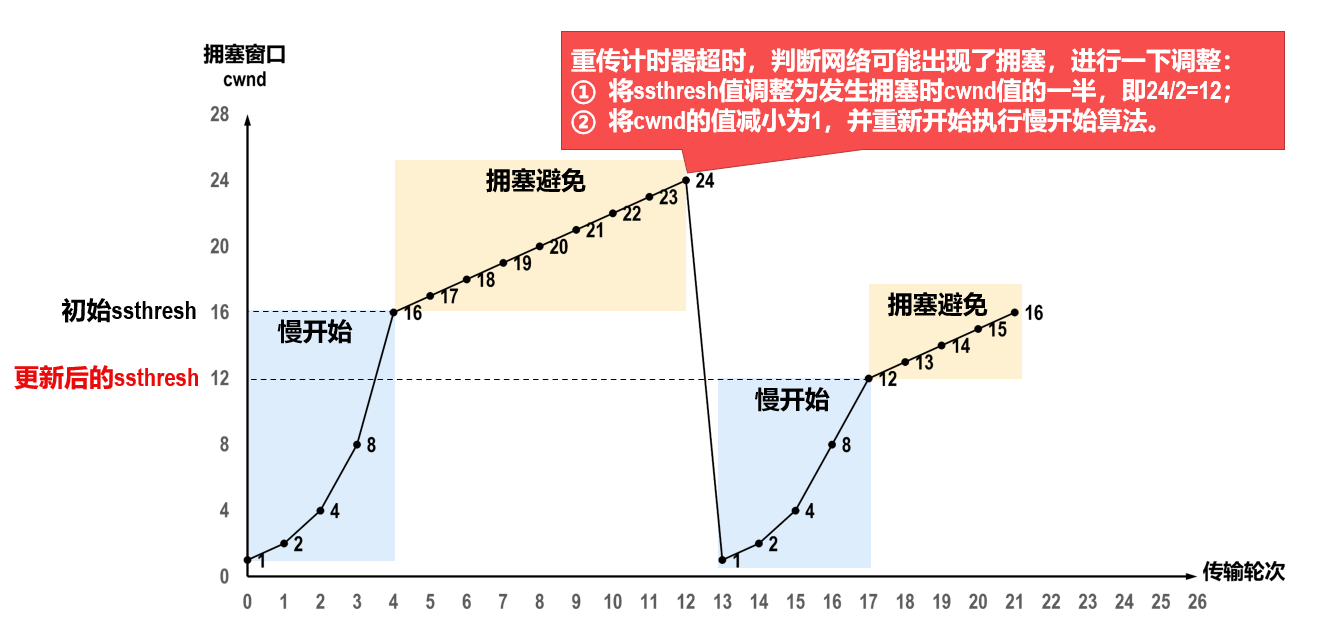 拥塞窗口
cwnd
重传计时器超时，判断网络可能出现了拥塞，进行一下调整：
① 将ssthresh值调整为发生拥塞时cwnd值的一半，即24/2=12；
② 将cwnd的值减小为1，并重新开始执行慢开始算法。
28
24
20
16
12
8
4
0
初始ssthresh
更新后的ssthresh
慢开始
拥塞避免
慢开始
拥塞避免
1
2
4
8
16
17
18
19
20
21
22
23
24
1
2
4
8
12
13
14
15
16
传输轮次
0 1 2 3 4 5 6 7 8 9 10 11 12 13 14 15 16 17 18 19 20 21 22 23 24 25 26